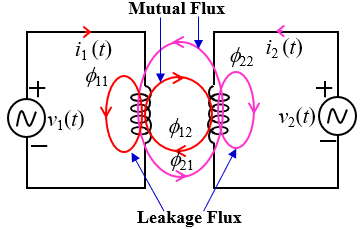 Mutual Flux
i₁(t)
i₂(t)
ϕ₁₁
ϕ₂₂
+
+
v₁(t)
ϕ₁₂
v₂(t)
−
−
ϕ₂₁
Leakage Flux